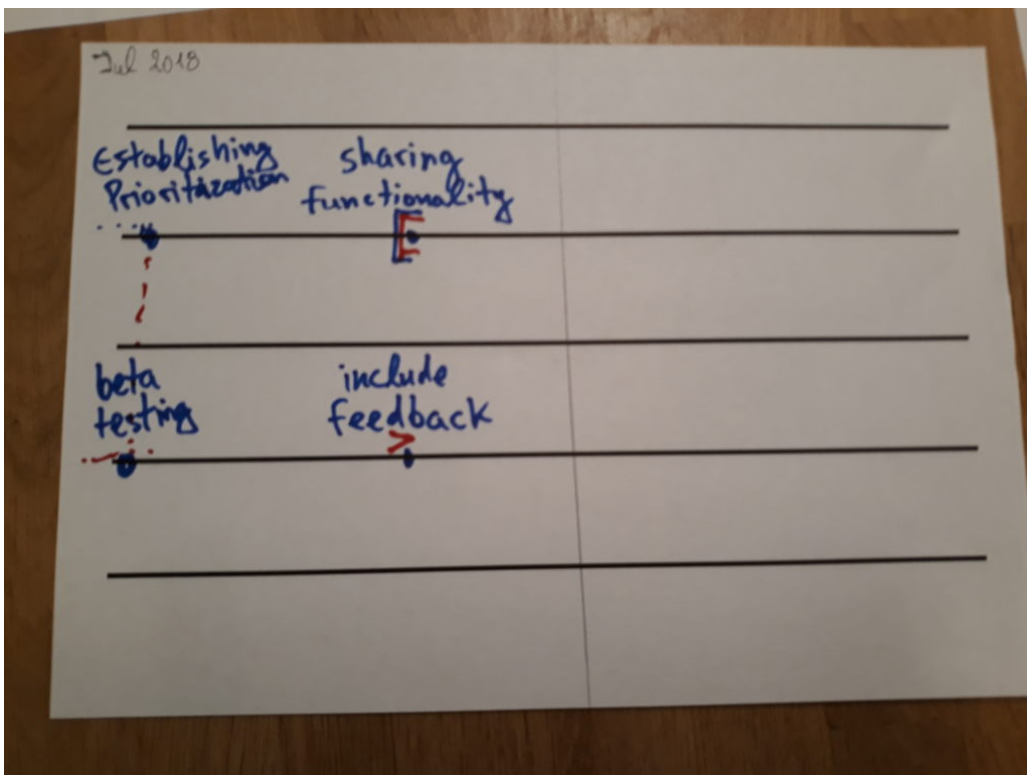 Jul 2018
Establishing
Prioritization
sharing
functionality
beta
testing
include
feedback